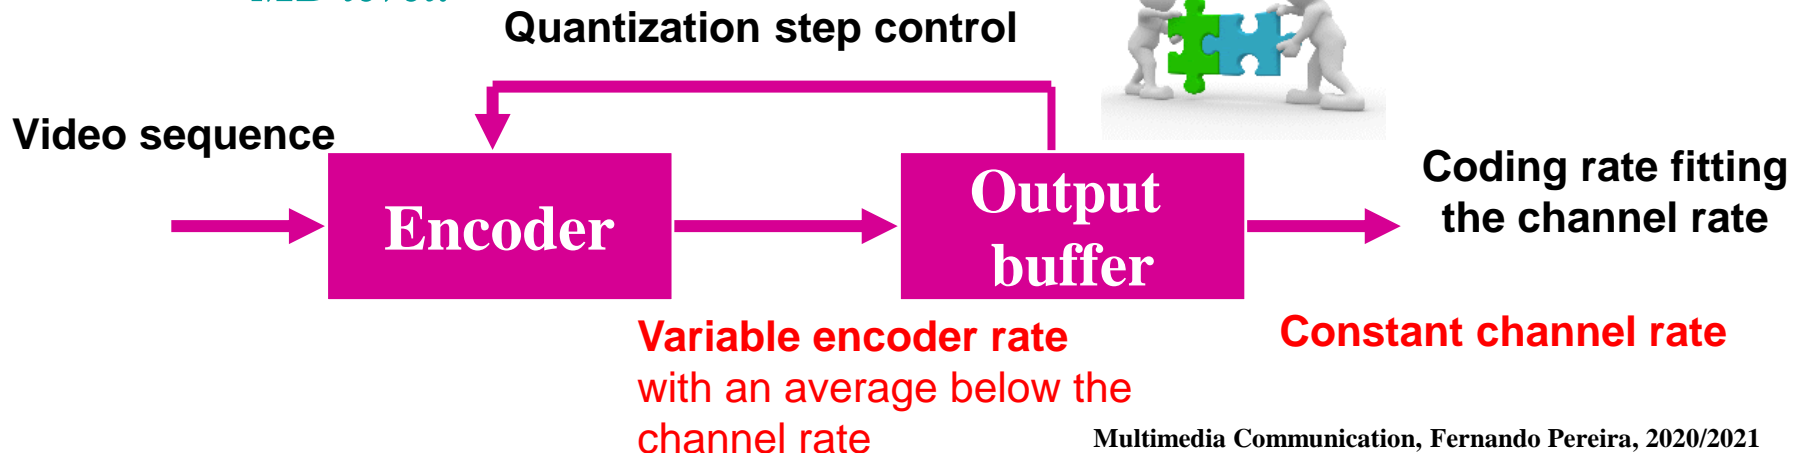 Quantization step control
Video sequence
Encoder
Output
buffer
Coding rate fitting
the channel rate
Variable encoder rate
with an average below the
channel rate
Constant channel rate
Multimedia Communication, Fernando Pereira, 2020/2021